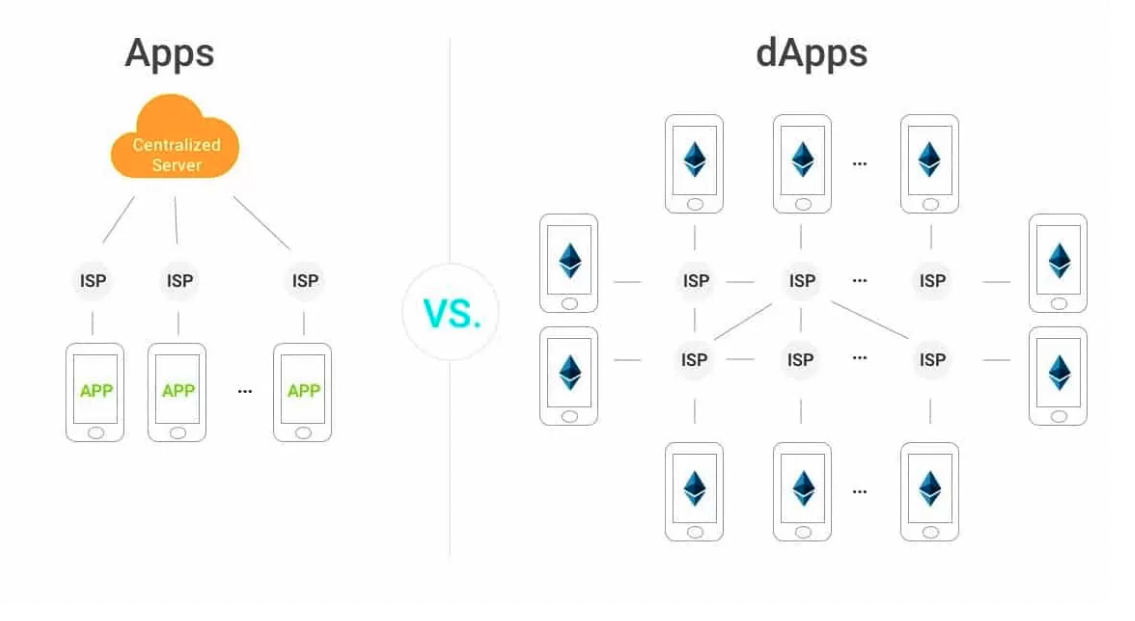 Apps
Centralized
Server
ISP ISP ISP
APP APP ... APP
VS.
dApps
...
ISP ISP ... ISP
ISP ISP ... ISP
...